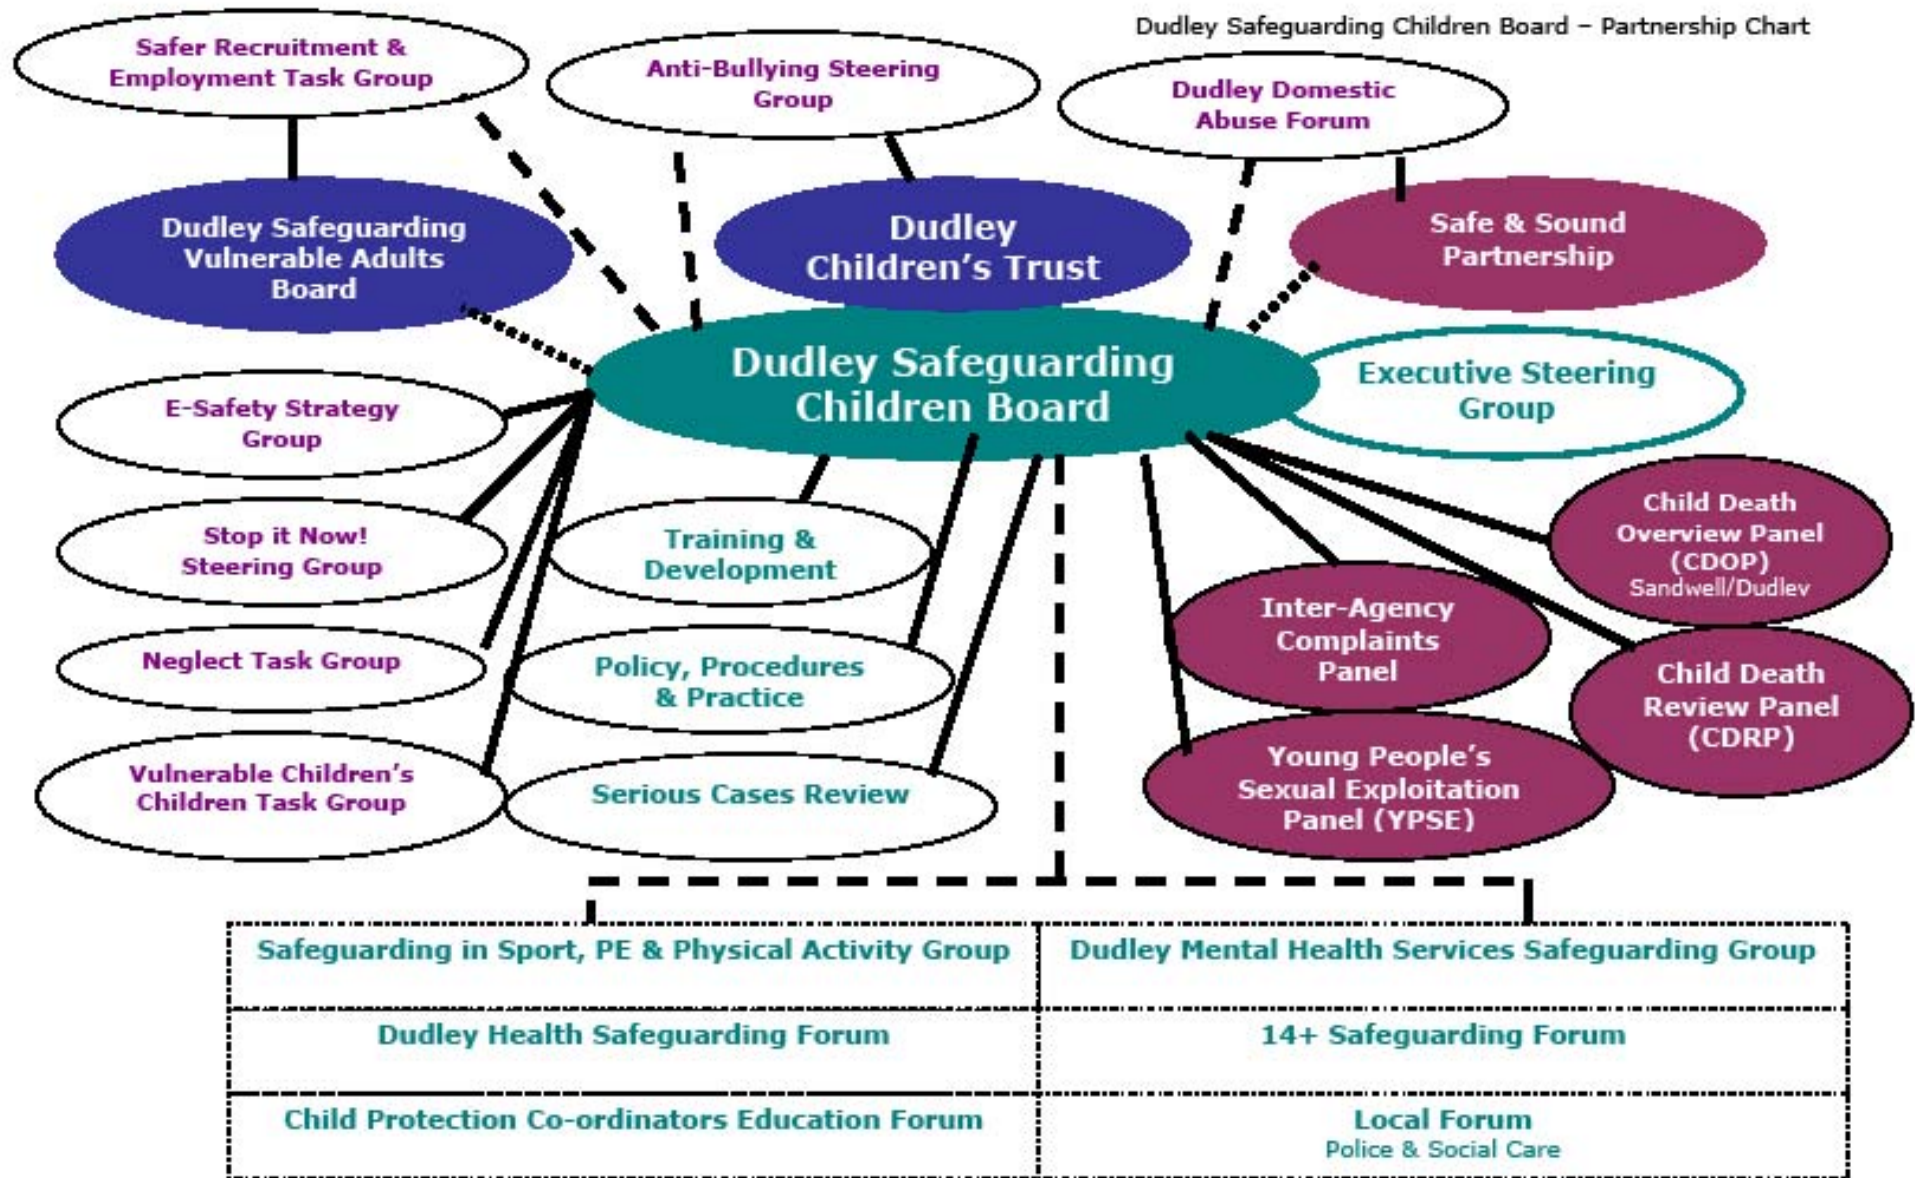 Dudley Safeguarding Children Board – Partnership Chart
Safer Recruitment &
Employment Task Group
Anti-Bullying Steering
Group
Dudley Domestic
Abuse Forum
Dudley Safeguarding
Vulnerable Adults
Board
Dudley
Children's Trust
Safe & Sound
Partnership
Dudley Safeguarding
Children Board
Executive Steering
Group
E-Safety Strategy
Group
Stop it Now!
Steering Group
Neglect Task Group
Vulnerable Children's
Children Task Group
Training &
Development
Policy, Procedures
& Practice
Serious Cases Review
Inter-Agency
Complaints
Panel
Young People's
Sexual Exploitation
Panel (YPSE)
Child Death
Overview Panel
(CDOP)
Sandwell/Dudley
Child Death
Review Panel
(CDRP)
Safeguarding in Sport, PE & Physical Activity Group
Dudley Mental Health Services Safeguarding Group
Dudley Health Safeguarding Forum
14+ Safeguarding Forum
Child Protection Co-ordinators Education Forum
Local Forum
Police & Social Care